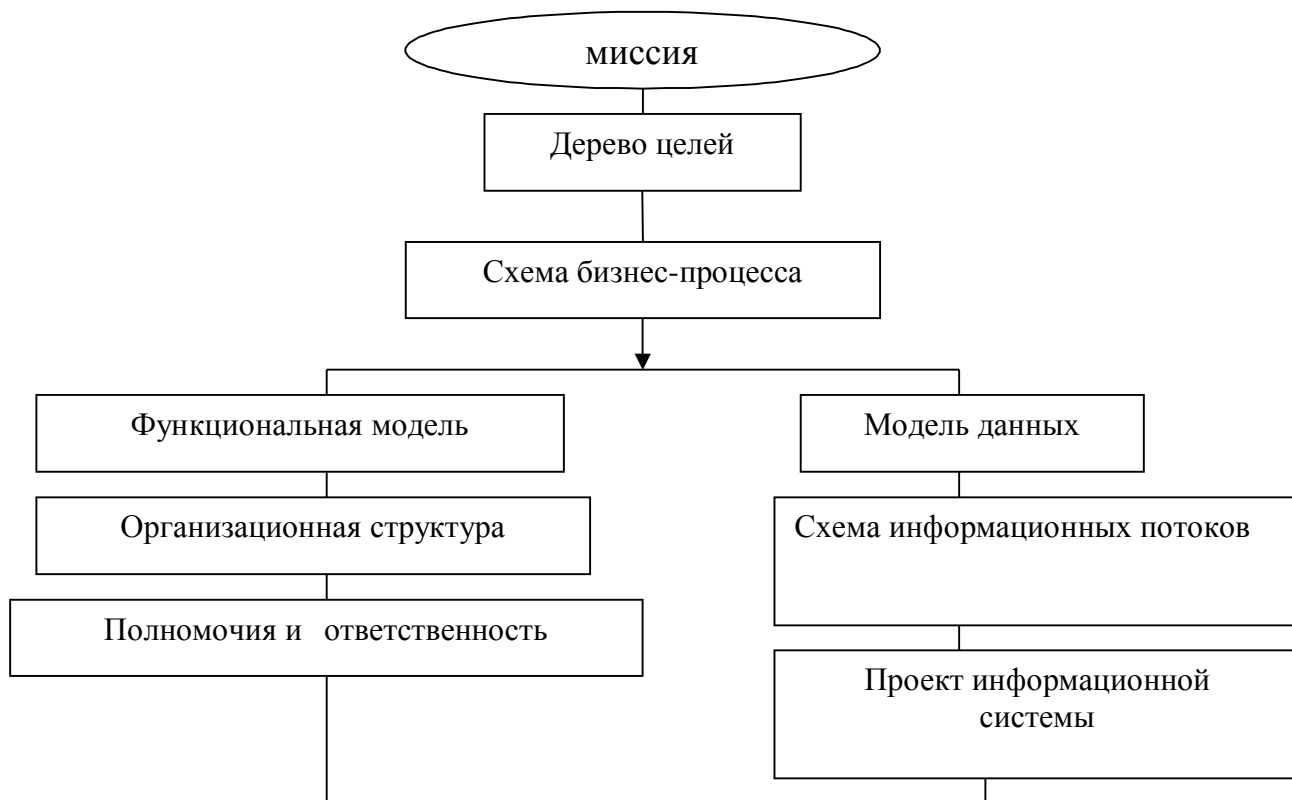 миссия
Дерево целей
Схема бизнес-процесса
Функциональная модель
Модель данных
Организационная структура
Схема информационных потоков
Полномочия и ответственность
Проект информационной
системы